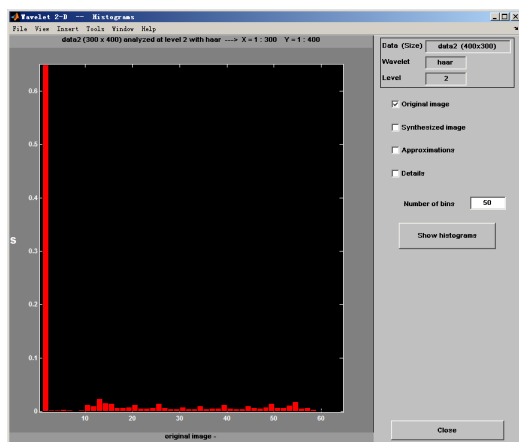 Wavelet 2-D -- Histograms
File View Insert Tools Window Help
data2 (300 x 400) analyzed at level 2 with haar ---> X = 1 : 300 Y = 1 : 400
0.6
0.5
0.4
S
0.3
0.2
0.1
0
10 20 30 40 50 60
original image -
Data (Size) data2 (400x300)
Wavelet haar
Level 2
Original image
Synthesized image
Approximations
Details
Number of bins 50
Show histograms
Close